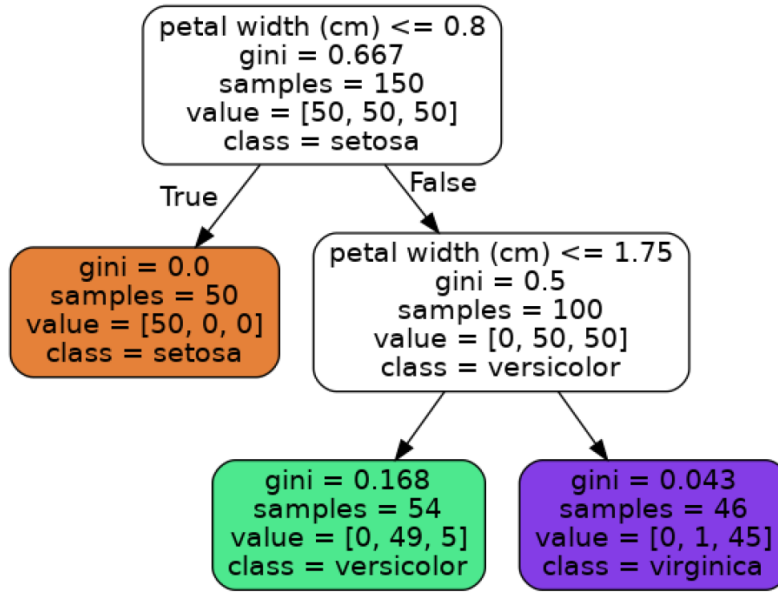 petal width (cm) <= 0.8
gini = 0.667
samples = 150
value = [50, 50, 50]
class = setosa
True
False
gini = 0.0
samples = 50
value = [50, 0, 0]
class = setosa
petal width (cm) <= 1.75
gini = 0.5
samples = 100
value = [0, 50, 50]
class = versicolor
gini = 0.168
samples = 54
value = [0, 49, 5]
class = versicolor
gini = 0.043
samples = 46
value = [0, 1, 45]
class = virginica